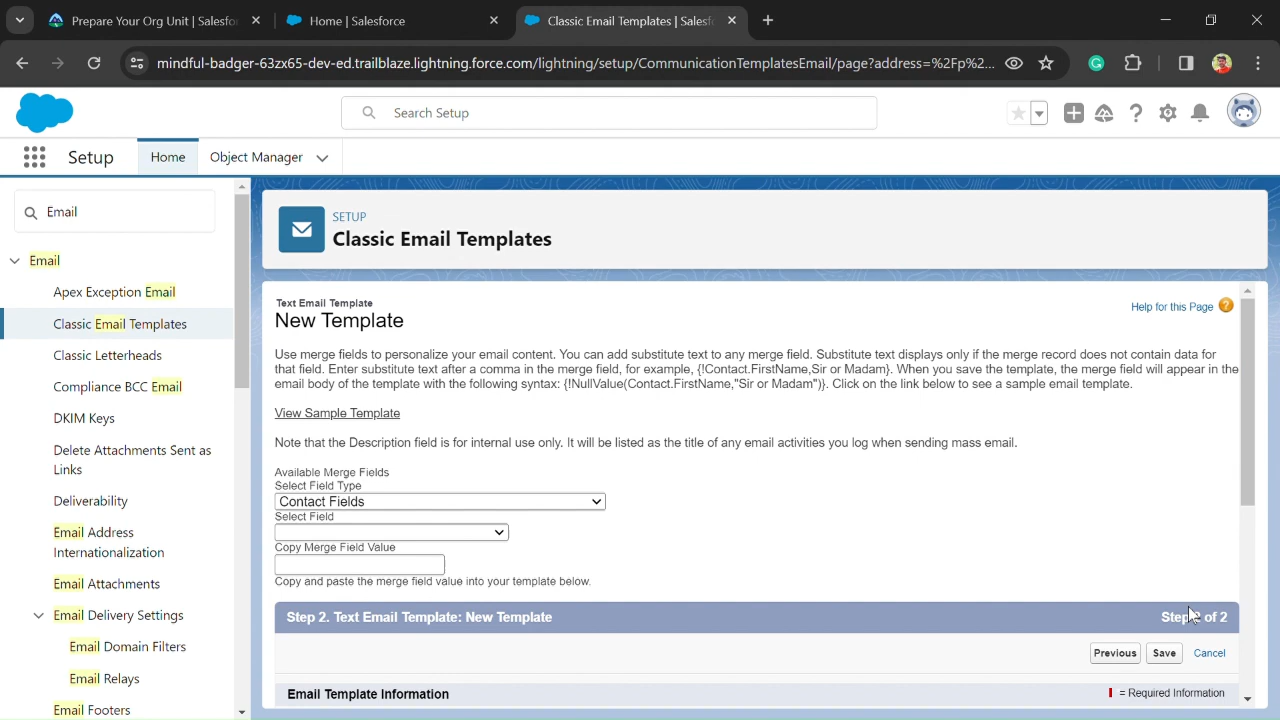 Prepare Your Org Unit | Salesfo
Home | Salesforce
Classic Email Templates | Salesf
mindful-badger-63zx65-dev-ed.trailblaze.lightning.force.com/lightning/setup/CommunicationTemplatesEmail/page?address=%2Fp%2...
Search Setup
Setup
Home
Object Manager
Email
Email
Apex Exception Email
Classic Email Templates
Classic Letterheads
Compliance BCC Email
DKIM Keys
Delete Attachments Sent as
Links
Deliverability
Email Address
Internationalization
Email Attachments
Email Delivery Settings
Email Domain Filters
Email Relays
Email Footers
SETUP
Classic Email Templates
Text Email Template
New Template
Help for this Page
Use merge fields to personalize your email content. You can add substitute text to any merge field. Substitute text displays only if the merge record does not contain data for
that field. Enter substitute text after a comma in the merge field, for example, {!Contact.FirstName,Sir or Madam}. When you save the template, the merge field will appear in the
email body of the template with the following syntax: {!NullValue(Contact.FirstName,"Sir or Madam")}. Click on the link below to see a sample email template.
View Sample Template
Note that the Description field is for internal use only. It will be listed as the title of any email activities you log when sending mass email.
Available Merge Fields
Select Field Type
Contact Fields
Select Field
Copy Merge Field Value
Copy and paste the merge field value into your template below.
Step 2. Text Email Template: New Template
Step 2 of 2
Previous
Save
Cancel
Email Template Information
= Required Information